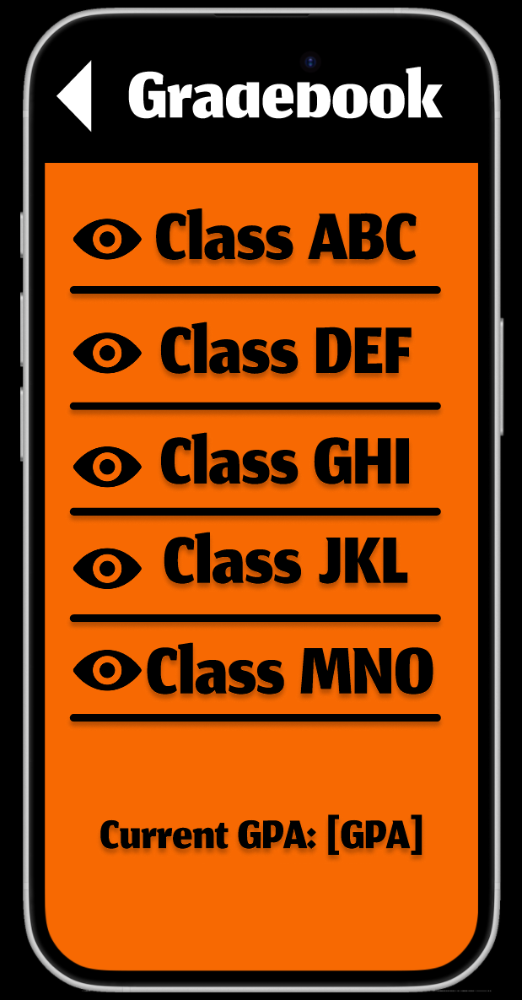 Gradebook
Class ABC
Class DEF
Class GHI
Class JKL
Class MNO
Current GPA: [GPA]